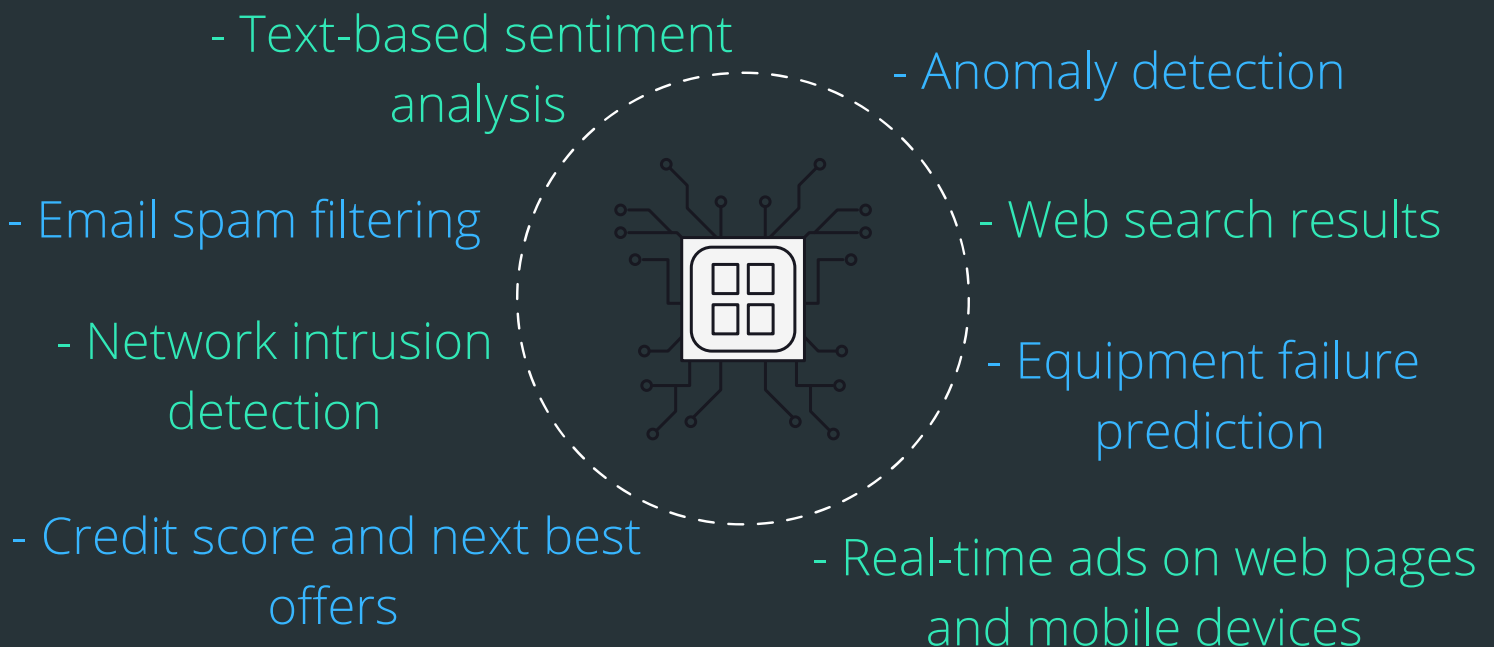 - Text-based sentiment
analysis
- Anomaly detection
- Email spam filtering
- Web search results
- Network intrusion
detection
- Equipment failure
prediction
- Credit score and next best
offers
- Real-time ads on web pages
and mobile devices